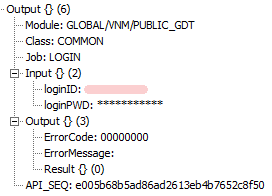 Output {} (6)
Module: GLOBAL/VNM/PUBLIC_GDT
Class: COMMON
Job: LOGIN
Input {} (2)
loginID:
loginPWD: ***********
Output {} (3)
ErrorCode: 00000000
ErrorMessage:
Result {} (0)
API_SEQ: e005b68b5ad86ad2613eb4b7652c8f50